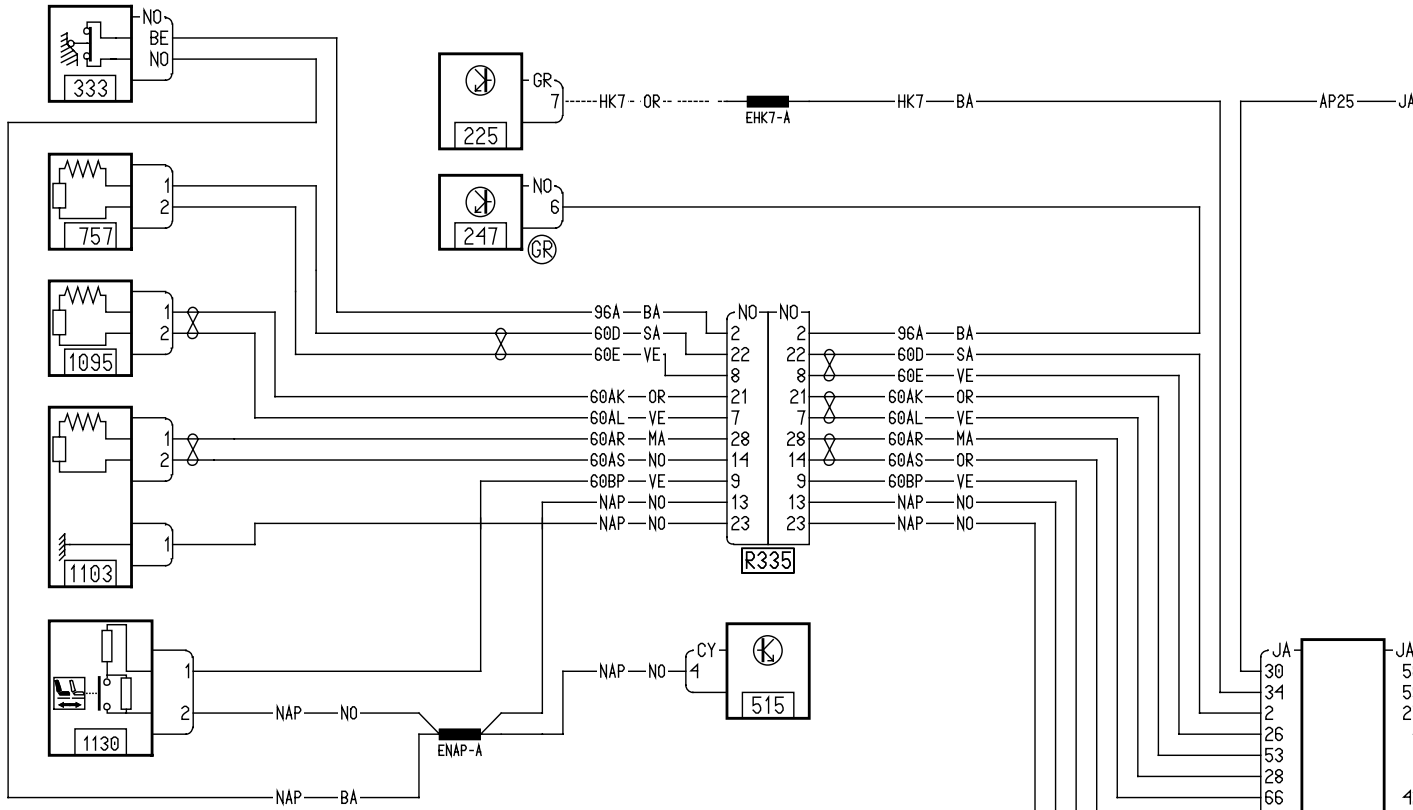 NO
BE
NO
333
GR
7 HK7 OR EHK7-A HK7 BA
225
AP25 JA
1
2
757
NO
6
247
GR
1
2
1095
NO NO
96A BA 2 2 96A BA
60D SA 22 22 60D SA
60E VE 8 8 60E VE
60AK OR 21 21 60AK OR
60AL VE 7 7 60AL VE
60AR MA 28 28 60AR MA
60AS NO 14 14 60AS OR
60BP VE 9 9 60BP VE
NAP NO 13 13 NAP NO
NAP NO 23 23 NAP NO
R335
1
2
1
1103
1
2 NAP NO
1130
ENAP-A
NAP BA
CY
NAP NO 4
515
JA JA
30 5
34 5
2 2
26
53
28
66 4